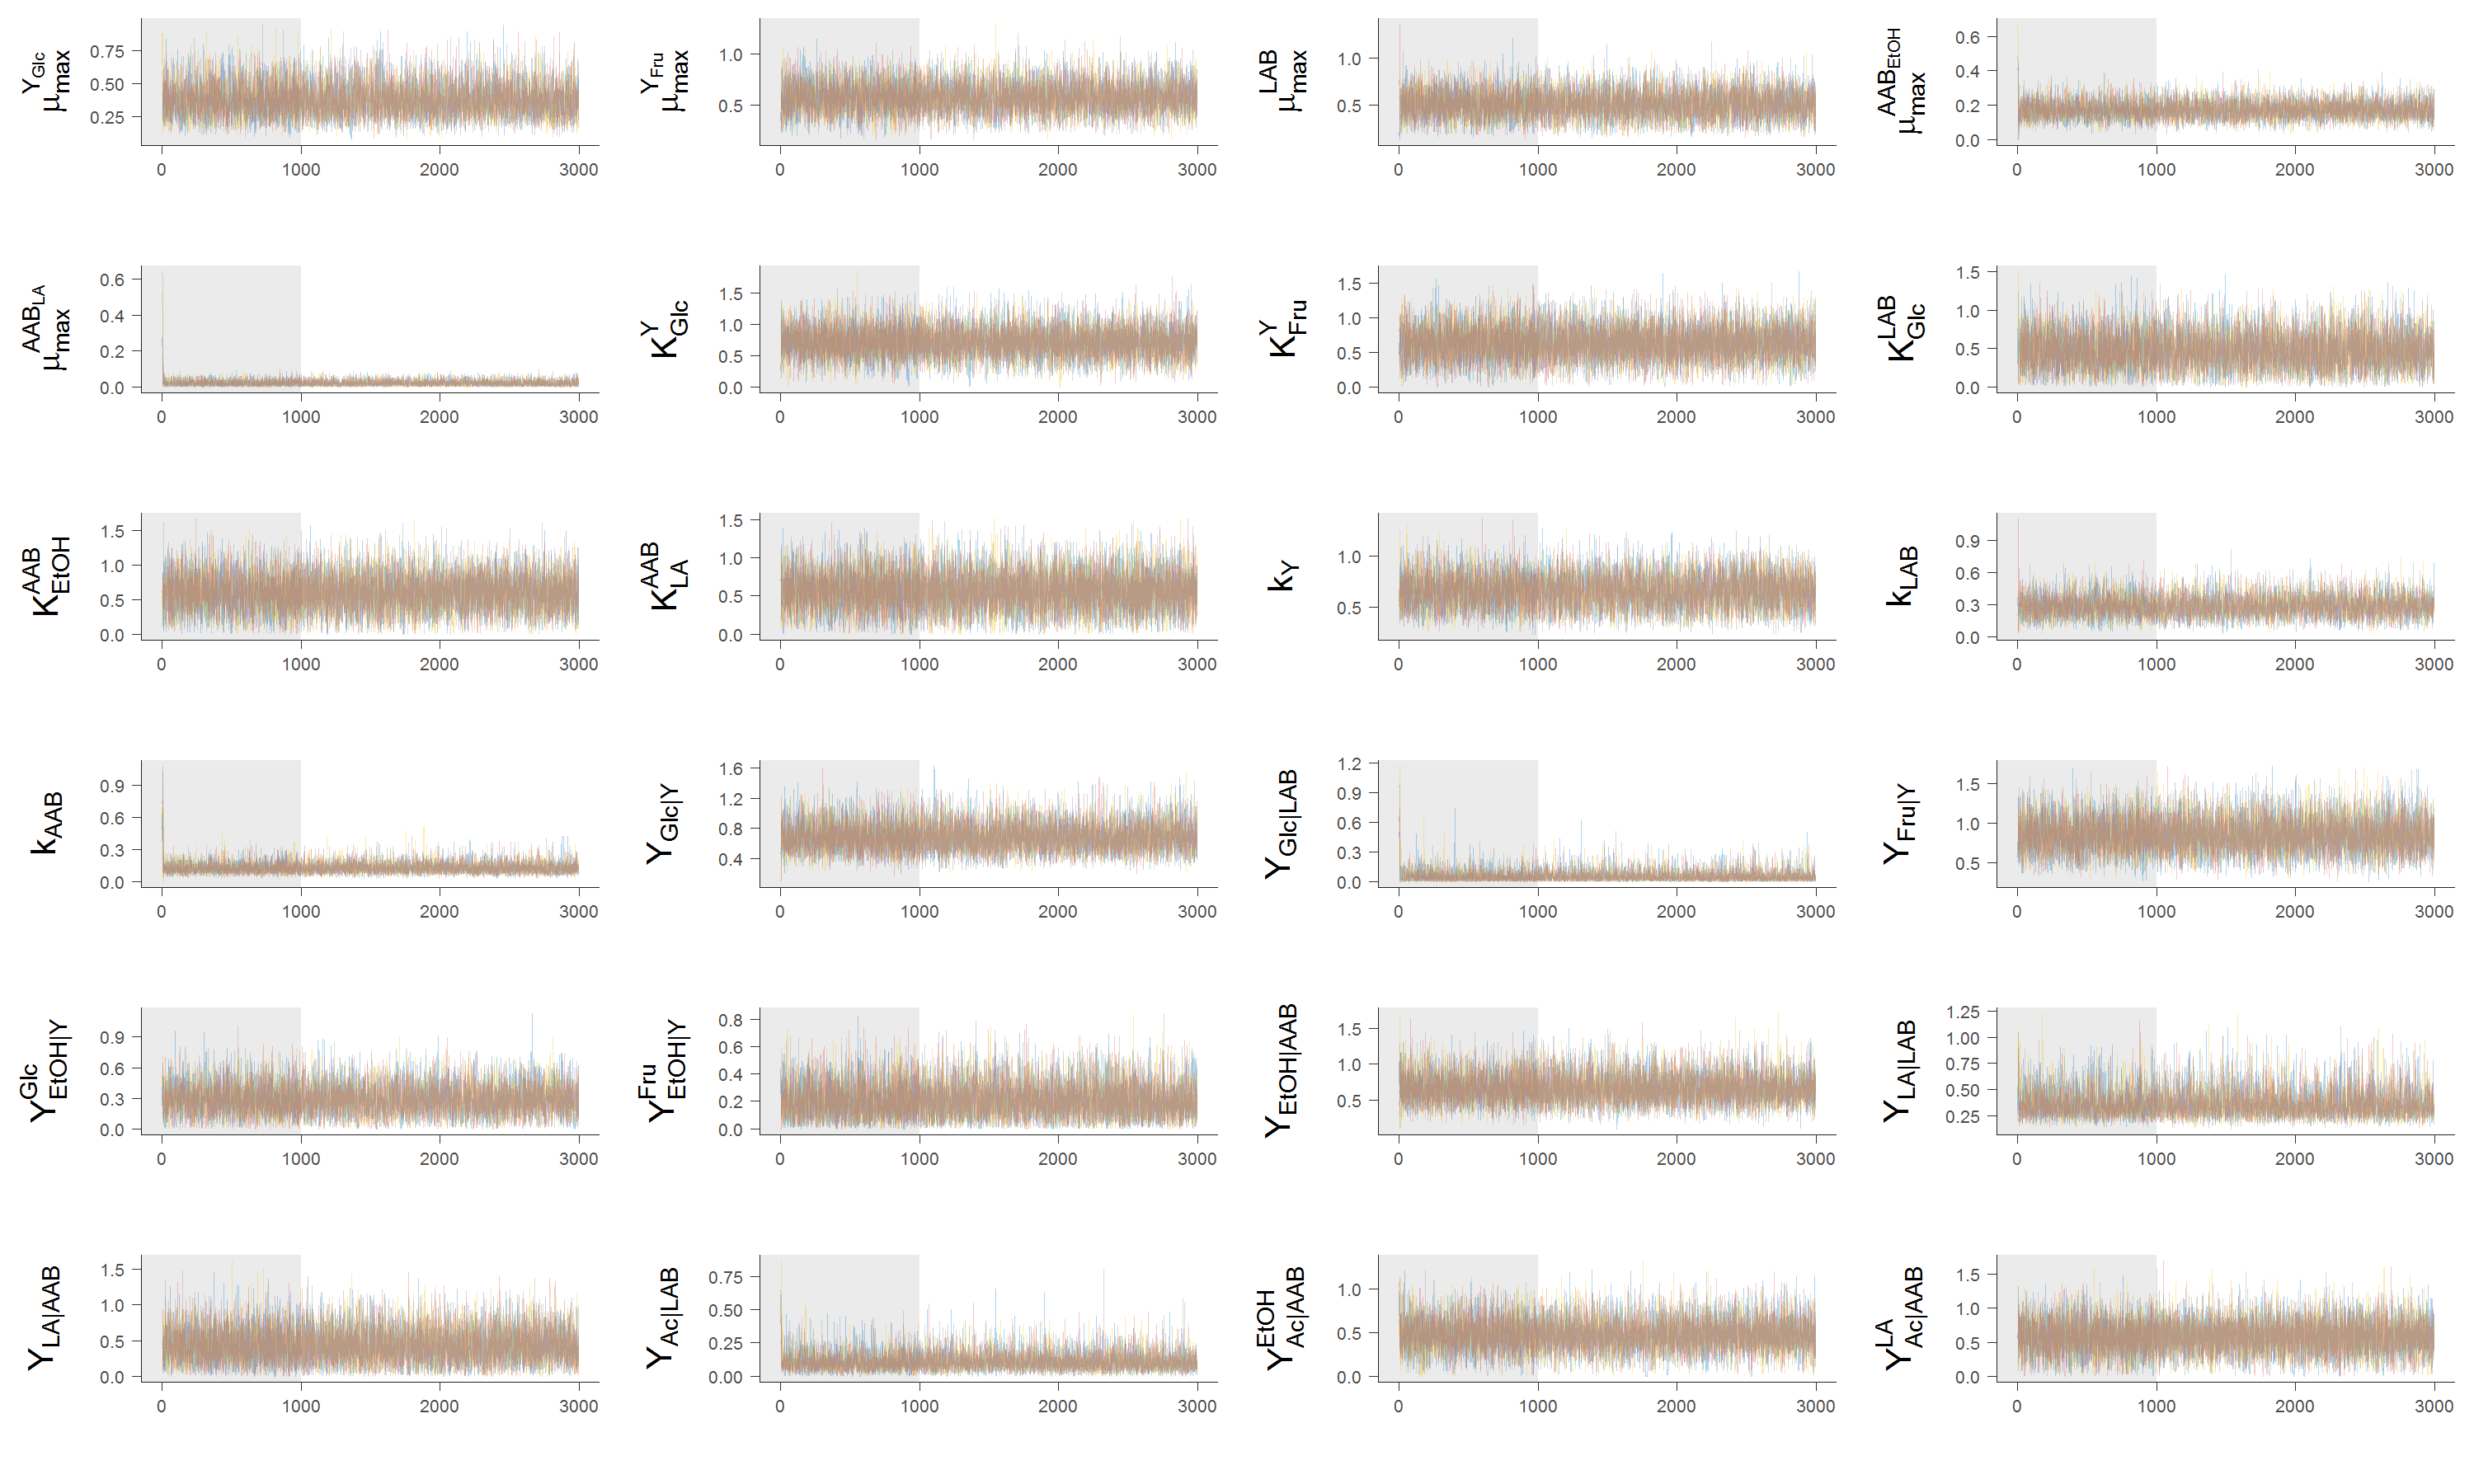 μmax YGlc
0.75
0.50
0.25
0 1000 2000 3000
μmax YFru
1.0
0.5
0 1000 2000 3000
μmax LAB
1.0
0.5
0 1000 2000 3000
μmax AABEtOH
0.6
0.4
0.2
0.0
0 1000 2000 3000
μmax AABLA
0.6
0.4
0.2
0.0
0 1000 2000 3000
KGlc Y
1.5
1.0
0.5
0.0
0 1000 2000 3000
KFru Y
1.5
1.0
0.5
0.0
0 1000 2000 3000
KGlc LAB
1.5
1.0
0.5
0.0
0 1000 2000 3000
KEtOH AAB
1.5
1.0
0.5
0.0
0 1000 2000 3000
KLA AAB
1.5
1.0
0.5
0.0
0 1000 2000 3000
kY
1.0
0.5
0 1000 2000 3000
kLAB
0.9
0.6
0.3
0.0
0 1000 2000 3000
kAAB
0.9
0.6
0.3
0.0
0 1000 2000 3000
YGlc|Y
1.6
1.2
0.8
0.4
0 1000 2000 3000
YGlc|LAB
1.2
0.9
0.6
0.3
0.0
0 1000 2000 3000
YFru|Y
1.5
1.0
0.5
0 1000 2000 3000
YEtOH|Y Glc
0.9
0.6
0.3
0.0
0 1000 2000 3000
YEtOH|Y Fru
0.8
0.6
0.4
0.2
0.0
0 1000 2000 3000
YEtOH|AAB
1.5
1.0
0.5
0 1000 2000 3000
YLA|LAB
1.25
1.00
0.75
0.50
0.25
0 1000 2000 3000
YLA|AAB
1.5
1.0
0.5
0.0
0 1000 2000 3000
YAc|LAB
0.75
0.50
0.25
0.00
0 1000 2000 3000
YAc|AAB EtOH
1.0
0.5
0.0
0 1000 2000 3000
YAc|AAB LA
1.5
1.0
0.5
0.0
0 1000 2000 3000